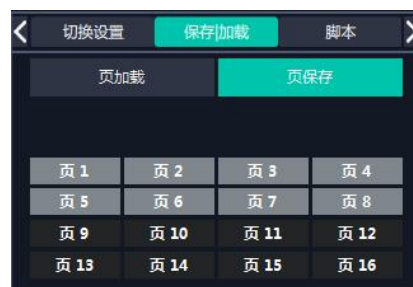 切换设置 保存|加载 脚本
页加载 页保存
页 1 页 2 页 3 页 4
页 5 页 6 页 7 页 8
页 9 页 10 页 11 页 12
页 13 页 14 页 15 页 16